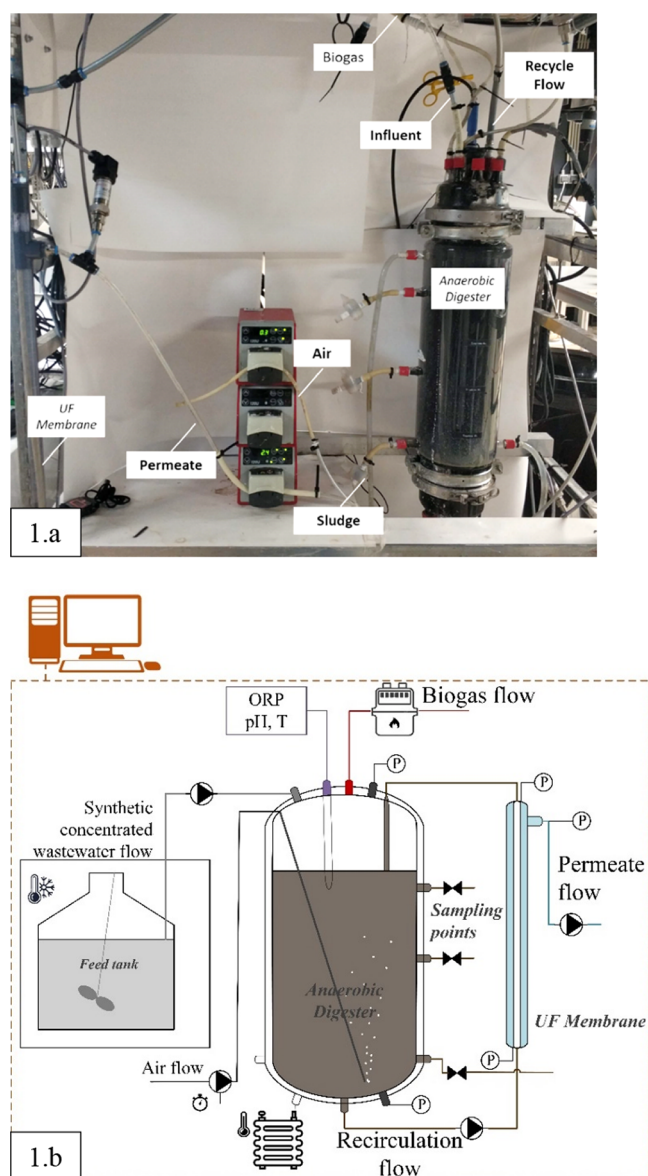 Biogas
Recycle
Flow
Influent
Anaerobic
Digester
Air
UF
Membrane
Permeate
Sludge
1.a
ORP
pH, T
Biogas flow
P
P
Synthetic
concentrated
wastewater flow
P
Permeate
flow
Sampling
points
Feed tank
Anaerobic
Digester
UF Membrane
Air flow
P
P
Recirculation
flow
1.b